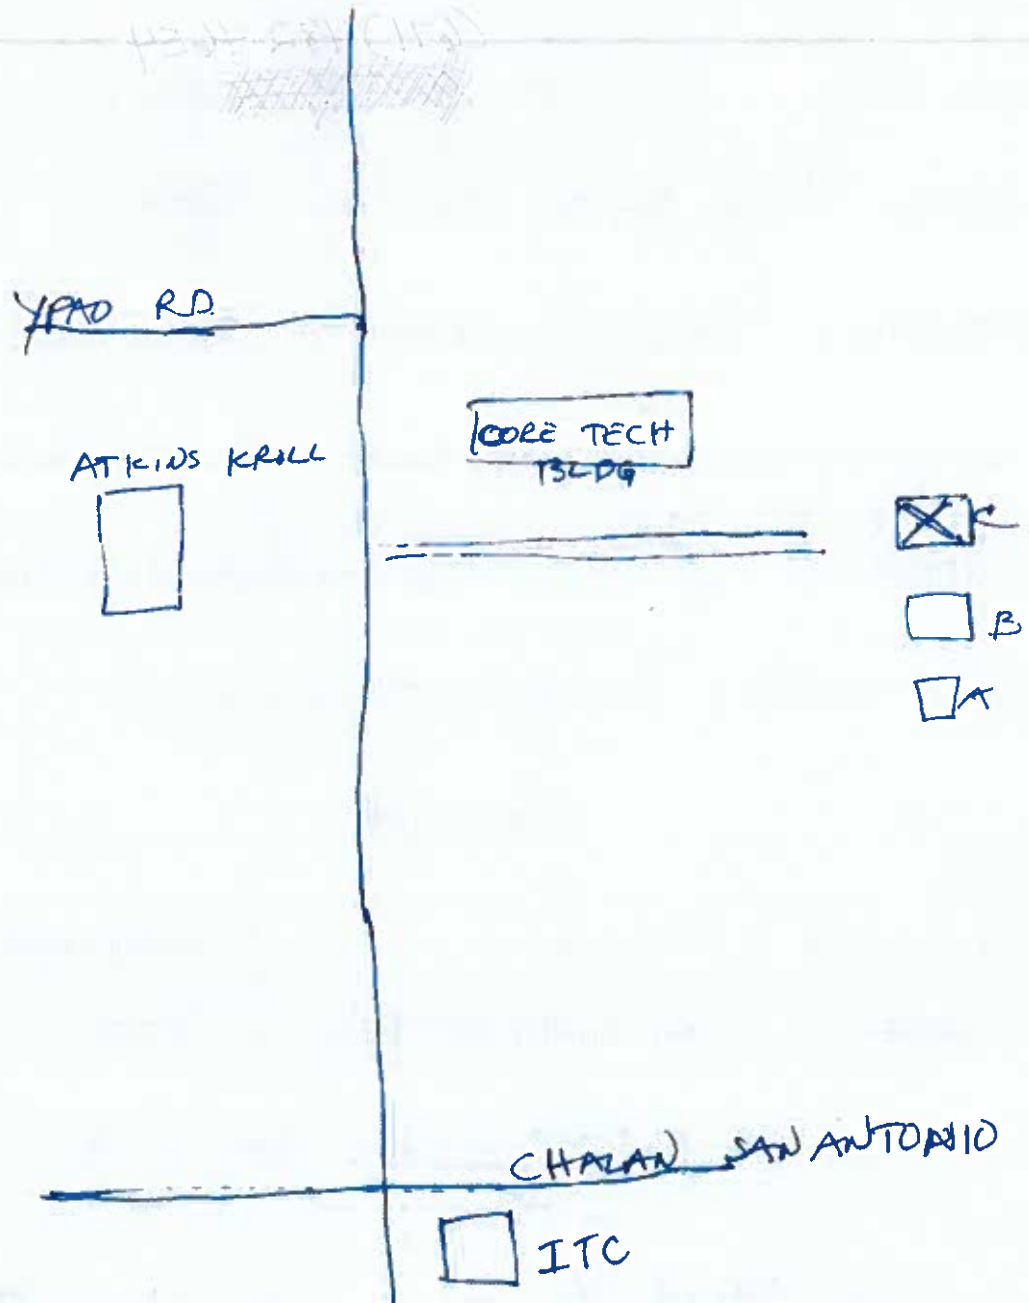 YPAO RD.
CORE TECH
BLDG
ATKINS KROLL
C
B
A
CHALAN SAN ANTONIO
ITC